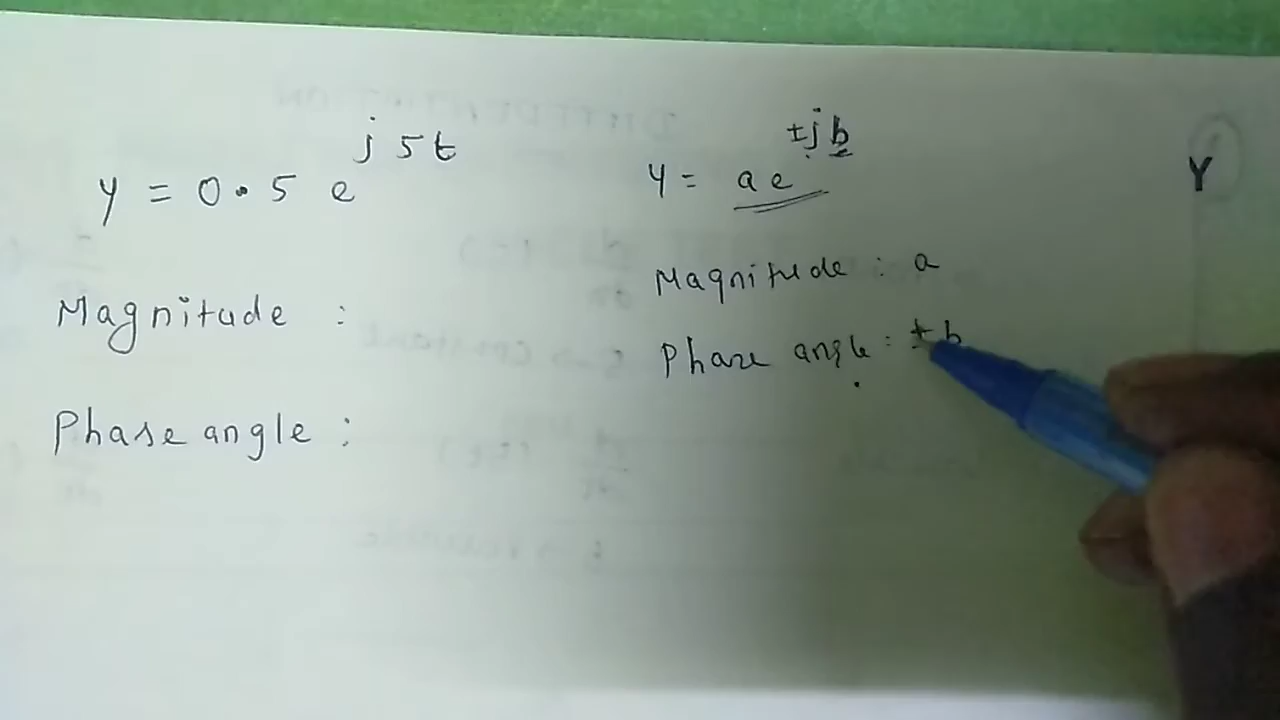 y = 0.5 e^{j5t}
Magnitude :
Phase angle :
y = ae^{±jb}
Magnitude : a
Phase angle : ± b
Y